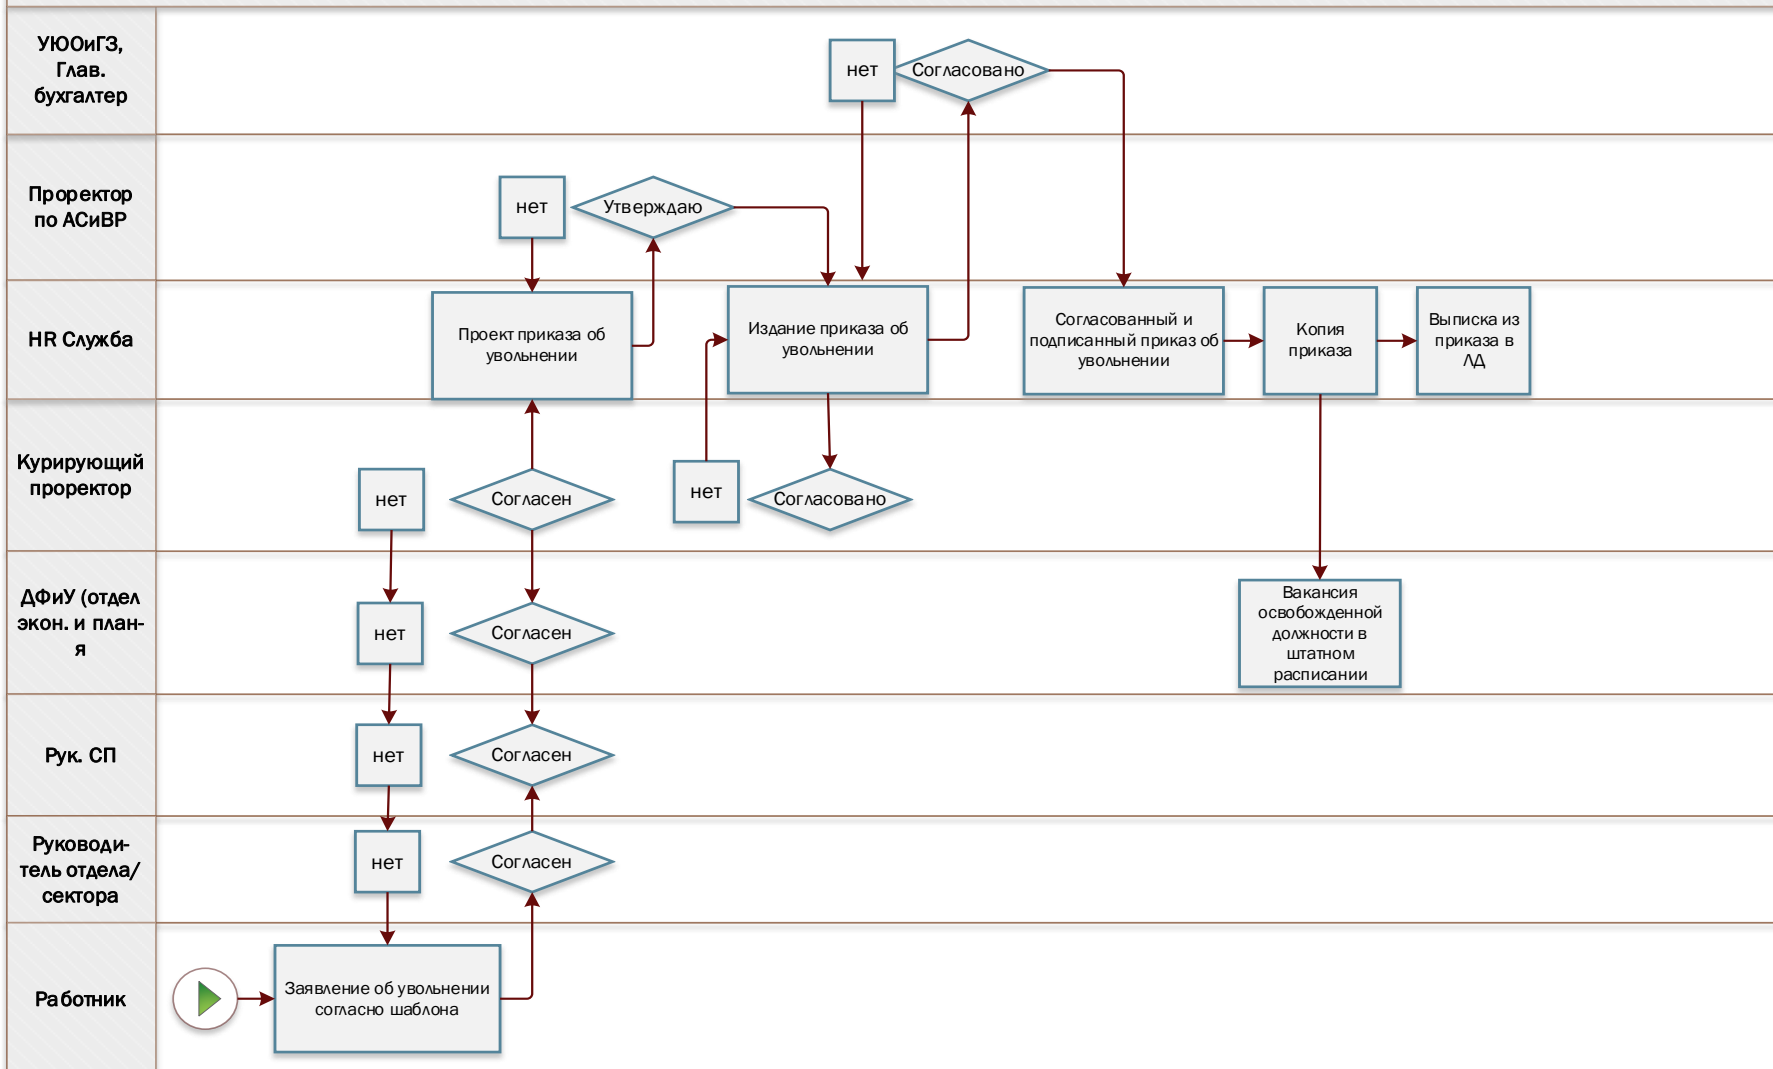 УЮОиГЗ,
Глав.
бухгалтер
нет
Согласовано
Проректор
по АСиВР
нет
Утверждаю
HR Служба
Проект приказа об
увольнении
Издание приказа об
увольнении
Согласованный и
подписанный приказ об
увольнении
Копия
приказа
Выписка из
приказа в
ЛД
Курирующий
проректор
нет
Согласен
нет
Согласовано
ДФиУ (отдел
экон. и план-
я
нет
Согласен
Вакансия
освобожденной
должности в
штатном
расписании
Рук. СП
нет
Согласен
Руководи-
тель отдела/
сектора
нет
Согласен
Работник
Заявление об увольнении
согласно шаблона